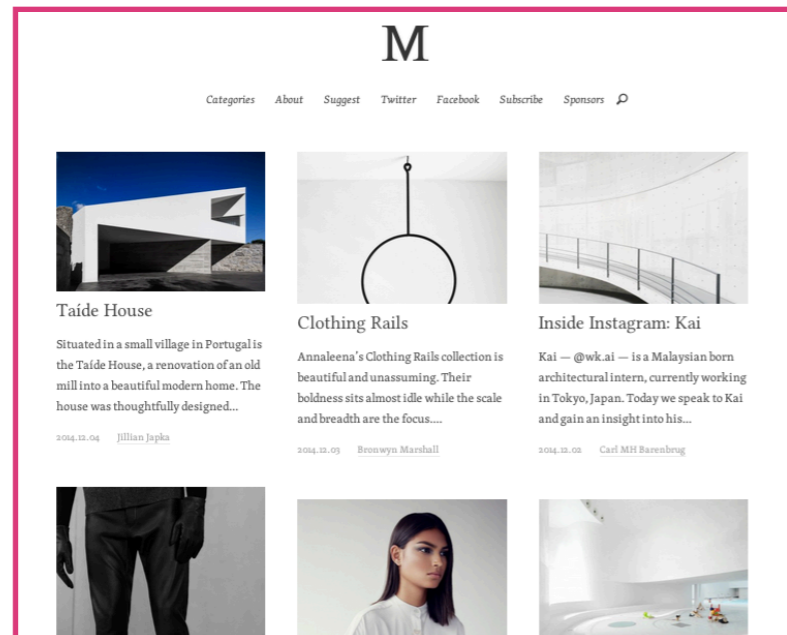 M
Categories About Suggest Twitter Facebook Subscribe Sponsors
Taíde House
Situated in a small village in Portugal is
the Taíde House, a renovation of an old
mill into a beautiful modern home. The
house was thoughtfully designed...
2014.12.04 Jillian Japka
Clothing Rails
Annaleena's Clothing Rails collection is
beautiful and unassuming. Their
boldness sits almost idle while the scale
and breadth are the focus....
2014.12.03 Bronwyn Marshall
Inside Instagram: Kai
Kai — @wk.ai — is a Malaysian born
architectural intern, currently working
in Tokyo, Japan. Today we speak to Kai
and gain an insight into his...
2014.12.02 Carl MH Barenbrug